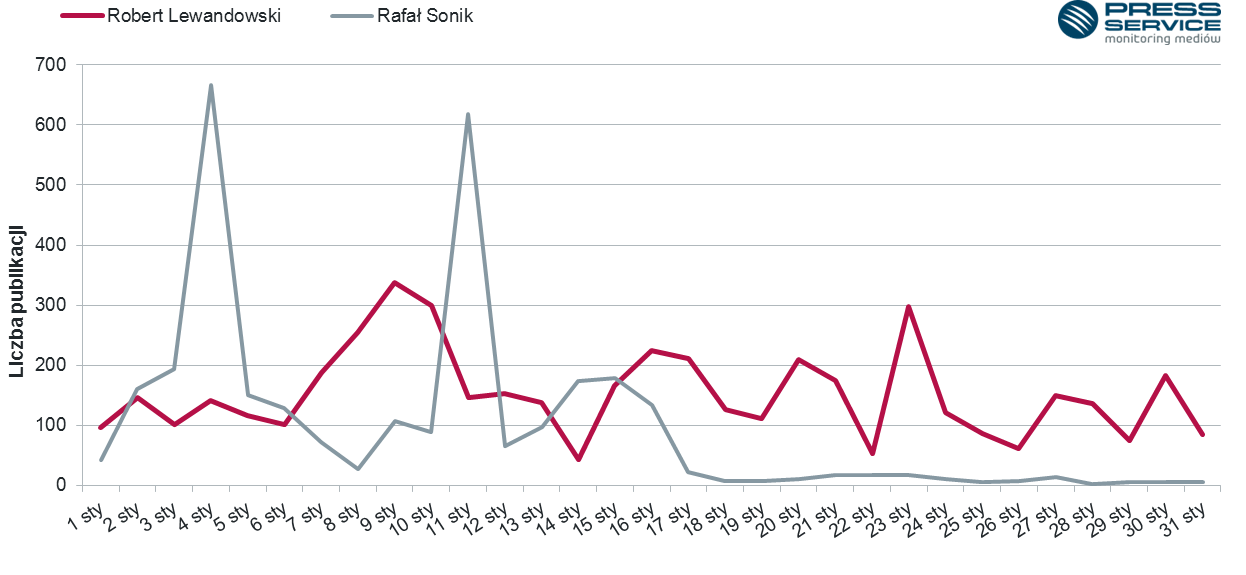 Robert Lewandowski
Rafał Sonik
PRESS
SERVICE
monitoring mediów
Liczba publikacji
700
600
500
400
300
200
100
0
1 sty
2 sty
3 sty
4 sty
5 sty
6 sty
7 sty
8 sty
9 sty
10 sty
11 sty
12 sty
13 sty
14 sty
15 sty
16 sty
17 sty
18 sty
19 sty
20 sty
21 sty
22 sty
23 sty
24 sty
25 sty
26 sty
27 sty
28 sty
29 sty
30 sty
31 sty